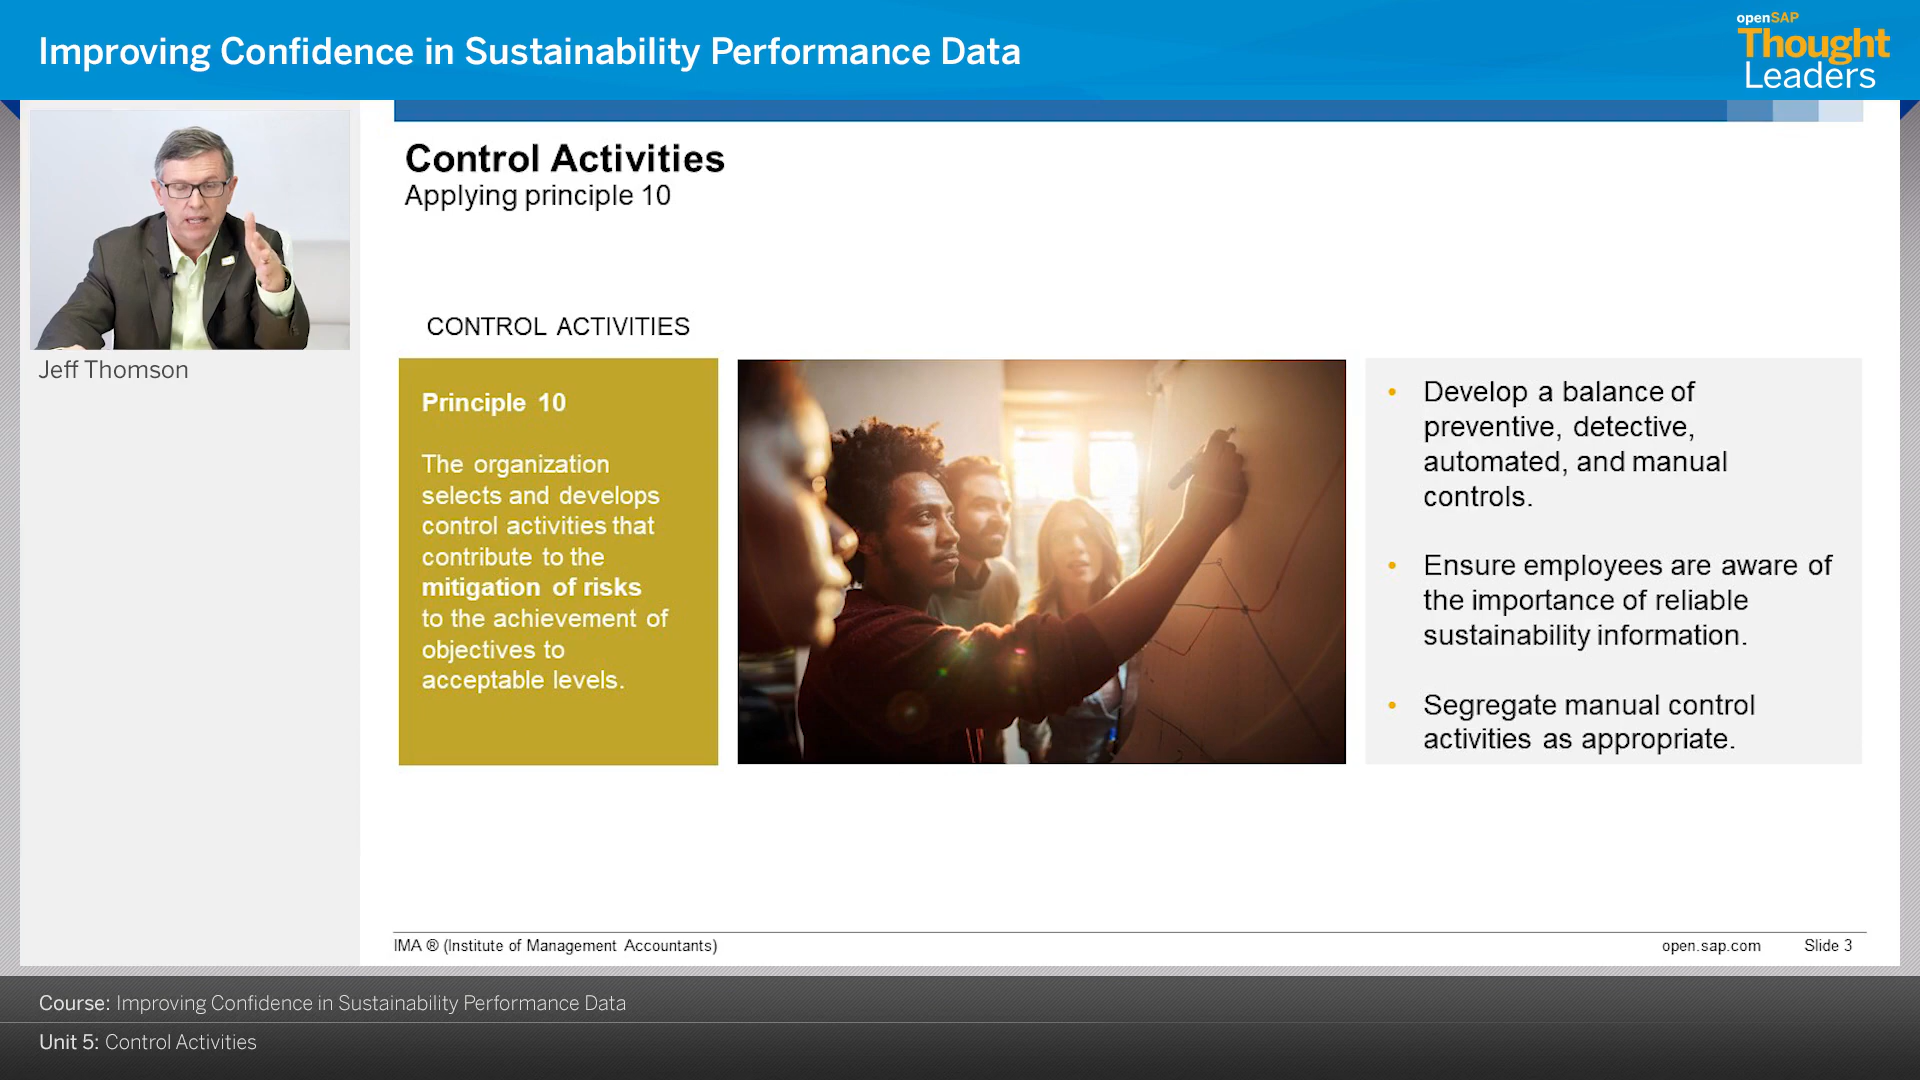 Improving Confidence in Sustainability Performance Data
openSAP
Thought
Leaders
Jeff Thomson
Control Activities
Applying principle 10
CONTROL ACTIVITIES
Principle 10
The organization
selects and develops
control activities that
contribute to the
mitigation of risks
to the achievement of
objectives to
acceptable levels.
• Develop a balance of
preventive, detective,
automated, and manual
controls.
• Ensure employees are aware of
the importance of reliable
sustainability information.
• Segregate manual control
activities as appropriate.
IMA ® (Institute of Management Accountants)
open.sap.com
Slide 3
Course: Improving Confidence in Sustainability Performance Data
Unit 5: Control Activities